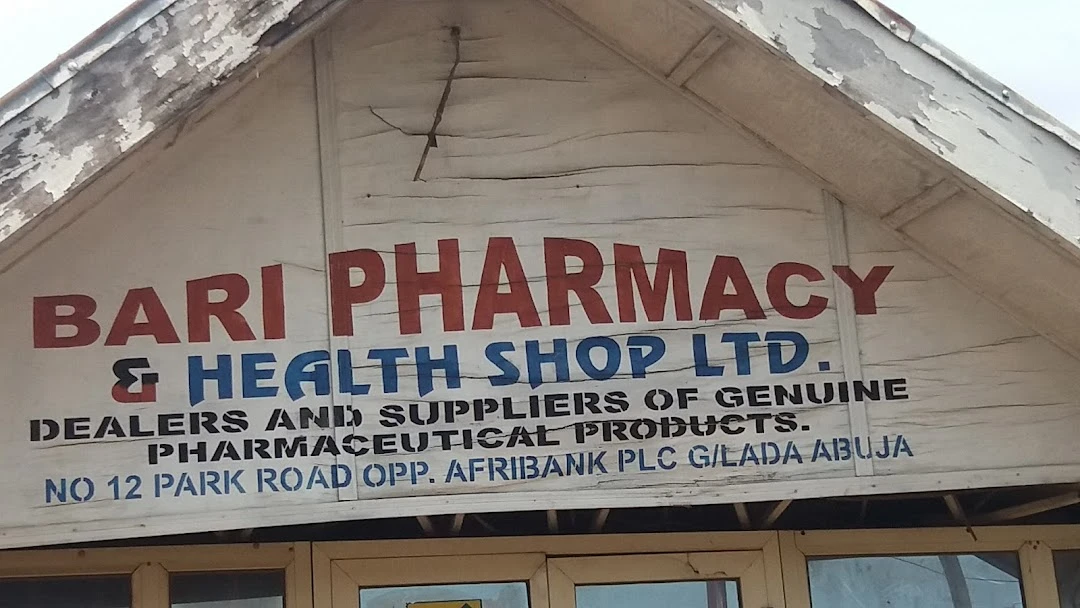 BARI PHARMACY
& HEALTH SHOP LTD.
DEALERS AND SUPPLIERS OF GENUINE
PHARMACEUTICAL PRODUCTS.
NO 12 PARK ROAD OPP. AFRIBANK PLC G/LADA ABUJA